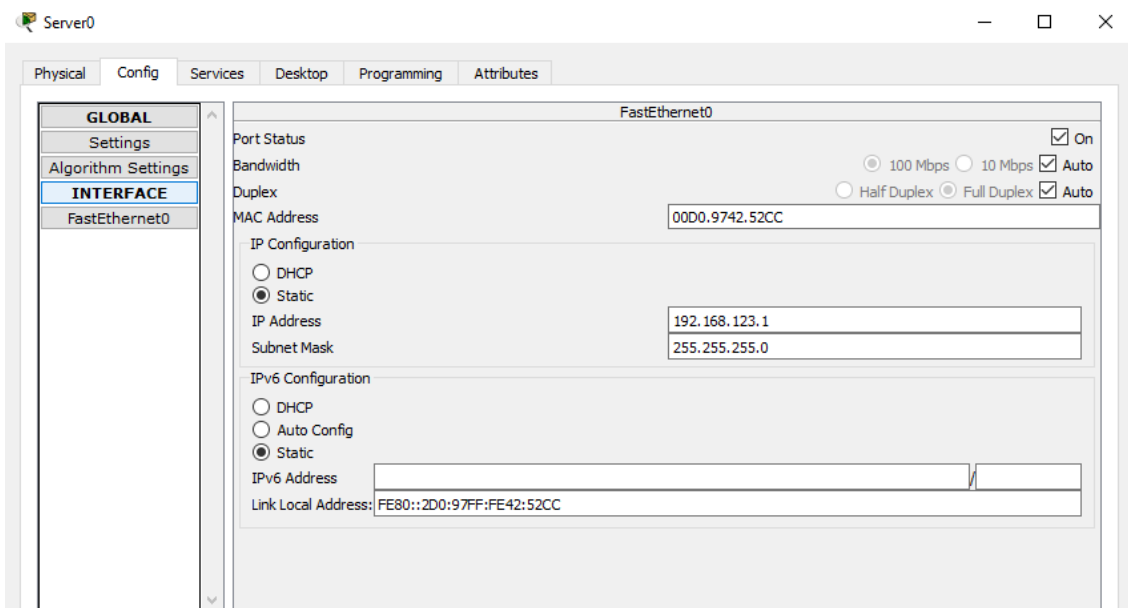 Server0
Physical Config Services Desktop Programming Attributes
GLOBAL
Settings
Algorithm Settings
INTERFACE
FastEthernet0
FastEthernet0
Port Status On
Bandwidth 100 Mbps 10 Mbps Auto
Duplex Half Duplex Full Duplex Auto
MAC Address 00D0.9742.52CC
IP Configuration
DHCP
Static
IP Address 192.168.123.1
Subnet Mask 255.255.255.0
IPv6 Configuration
DHCP
Auto Config
Static
IPv6 Address /
Link Local Address: FE80::2D0:97FF:FE42:52CC